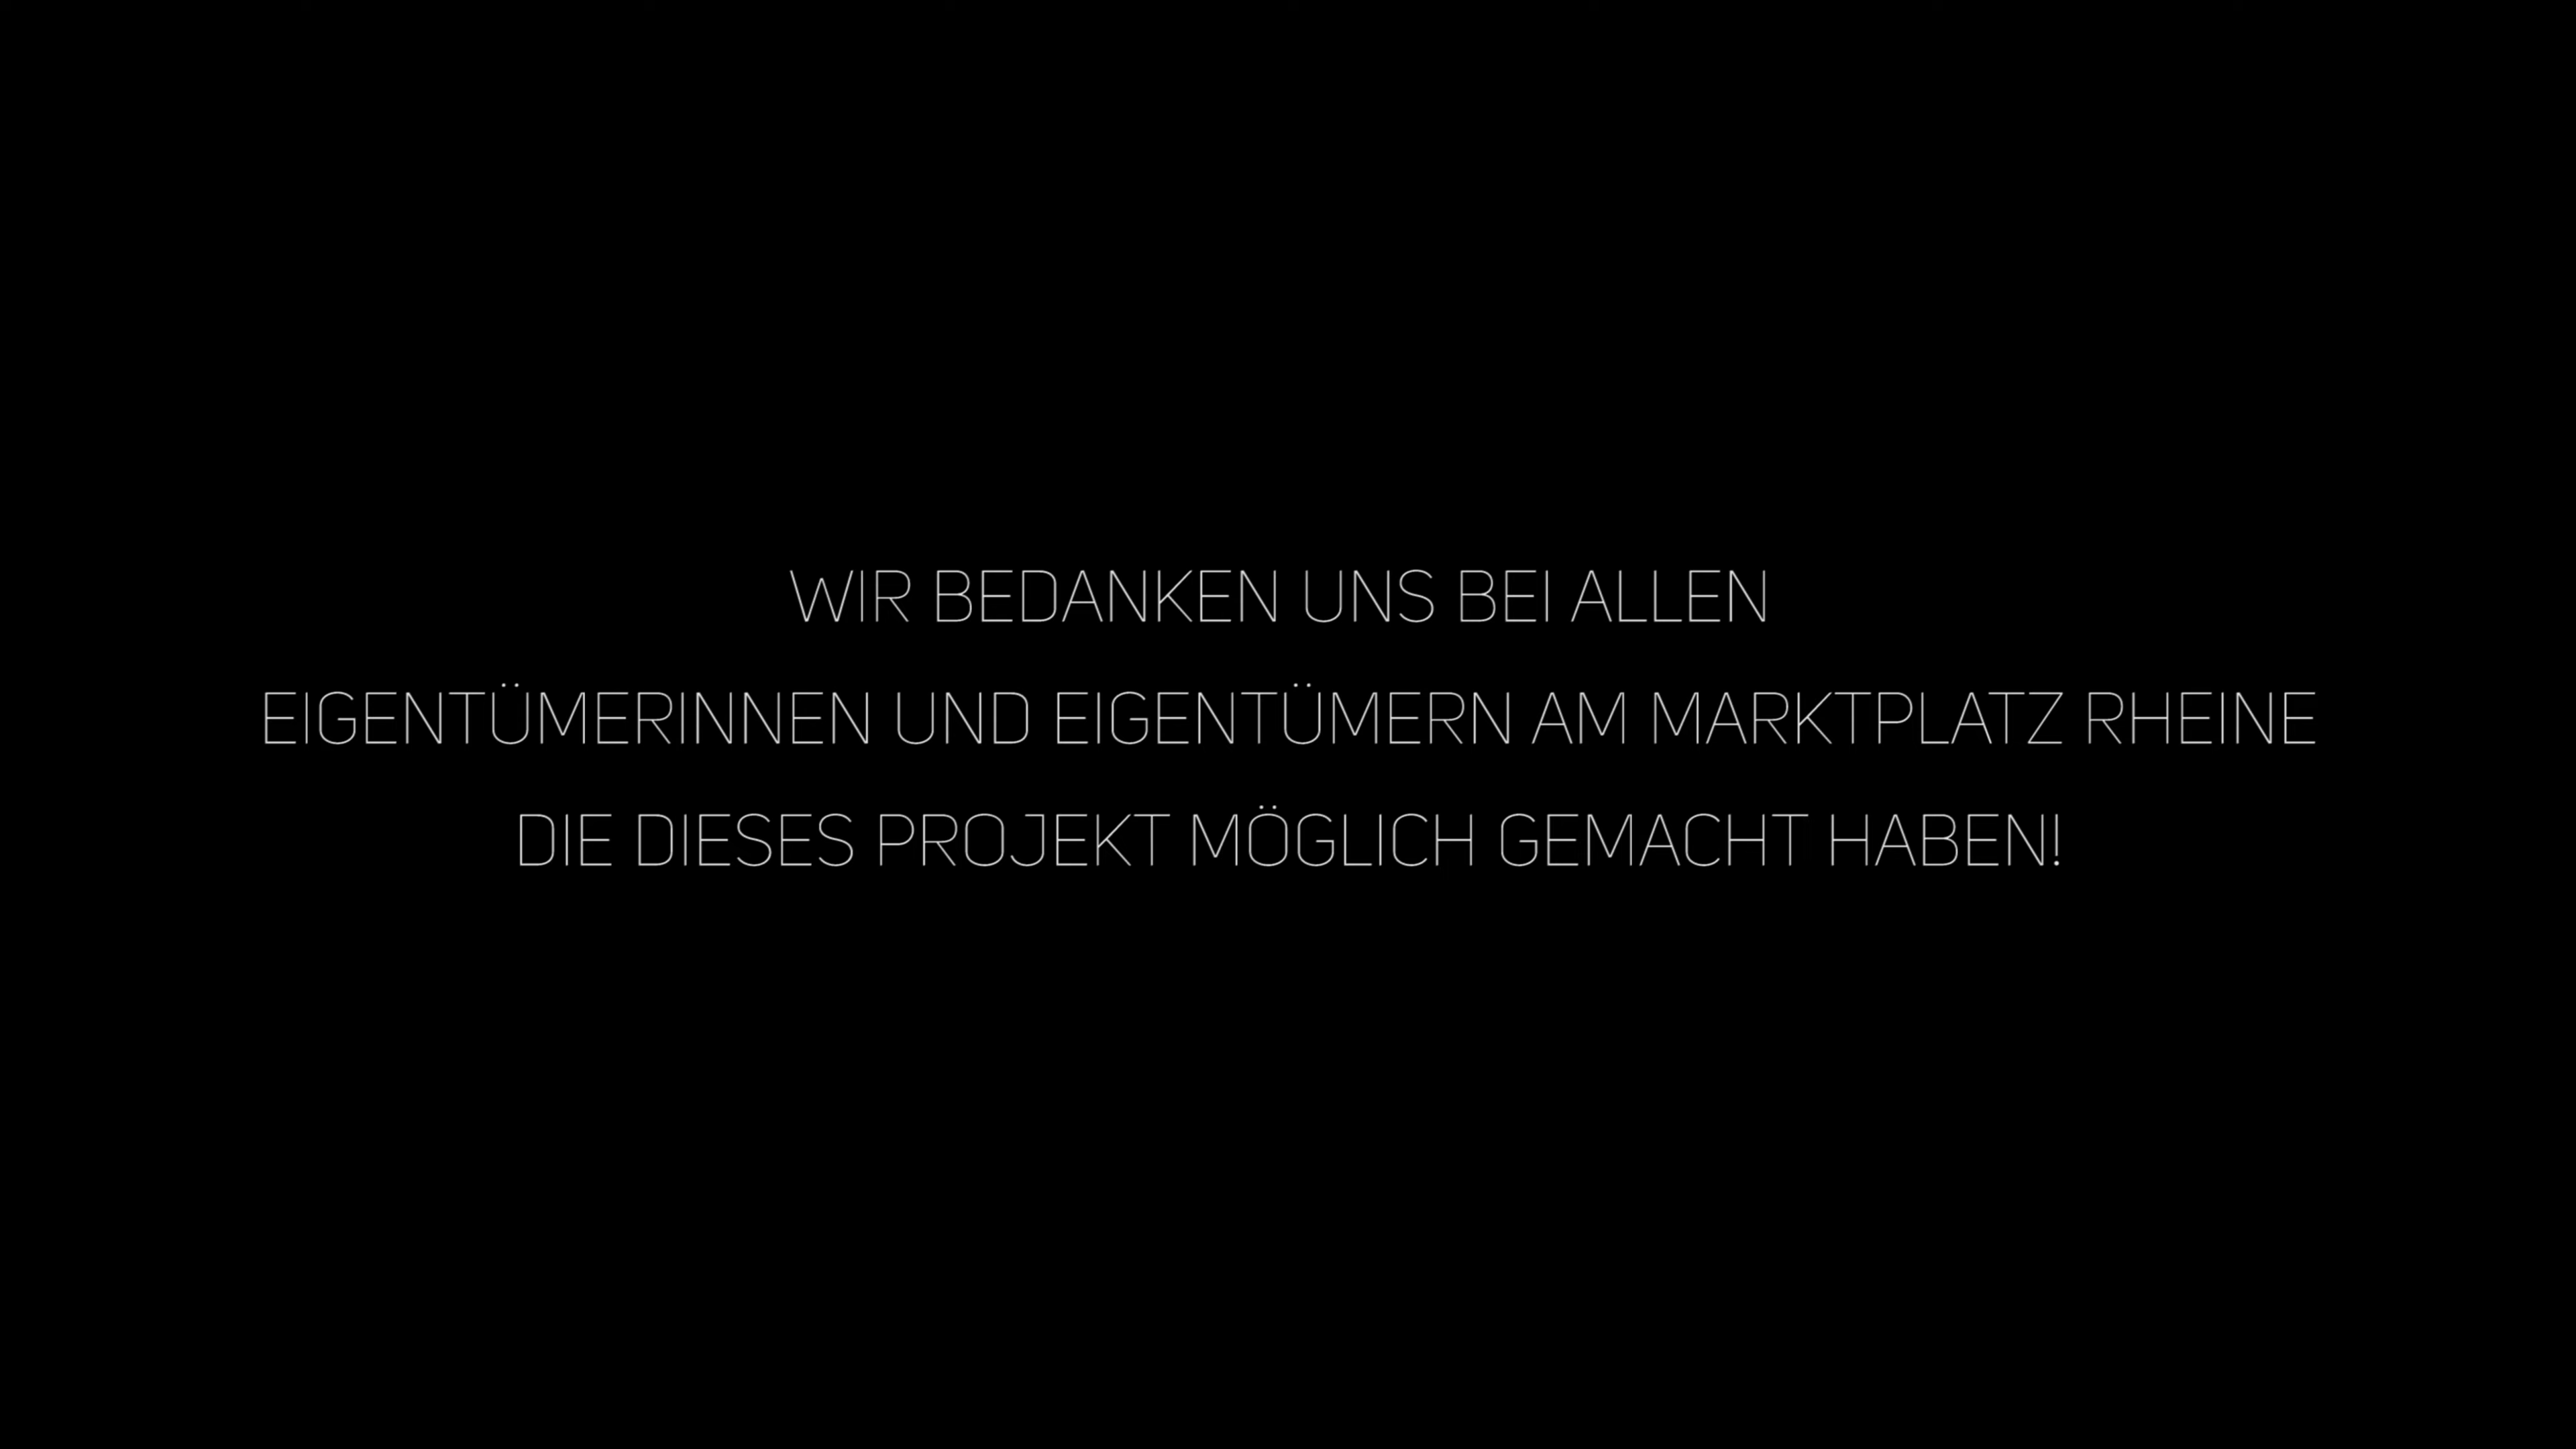 WIR BEDANKEN UNS BEI ALLEN
EIGENTÜMERINNEN UND EIGENTÜMERN AM MARKTPLATZ RHEINE
DIE DIESES PROJEKT MÖGLICH GEMACHT HABEN!